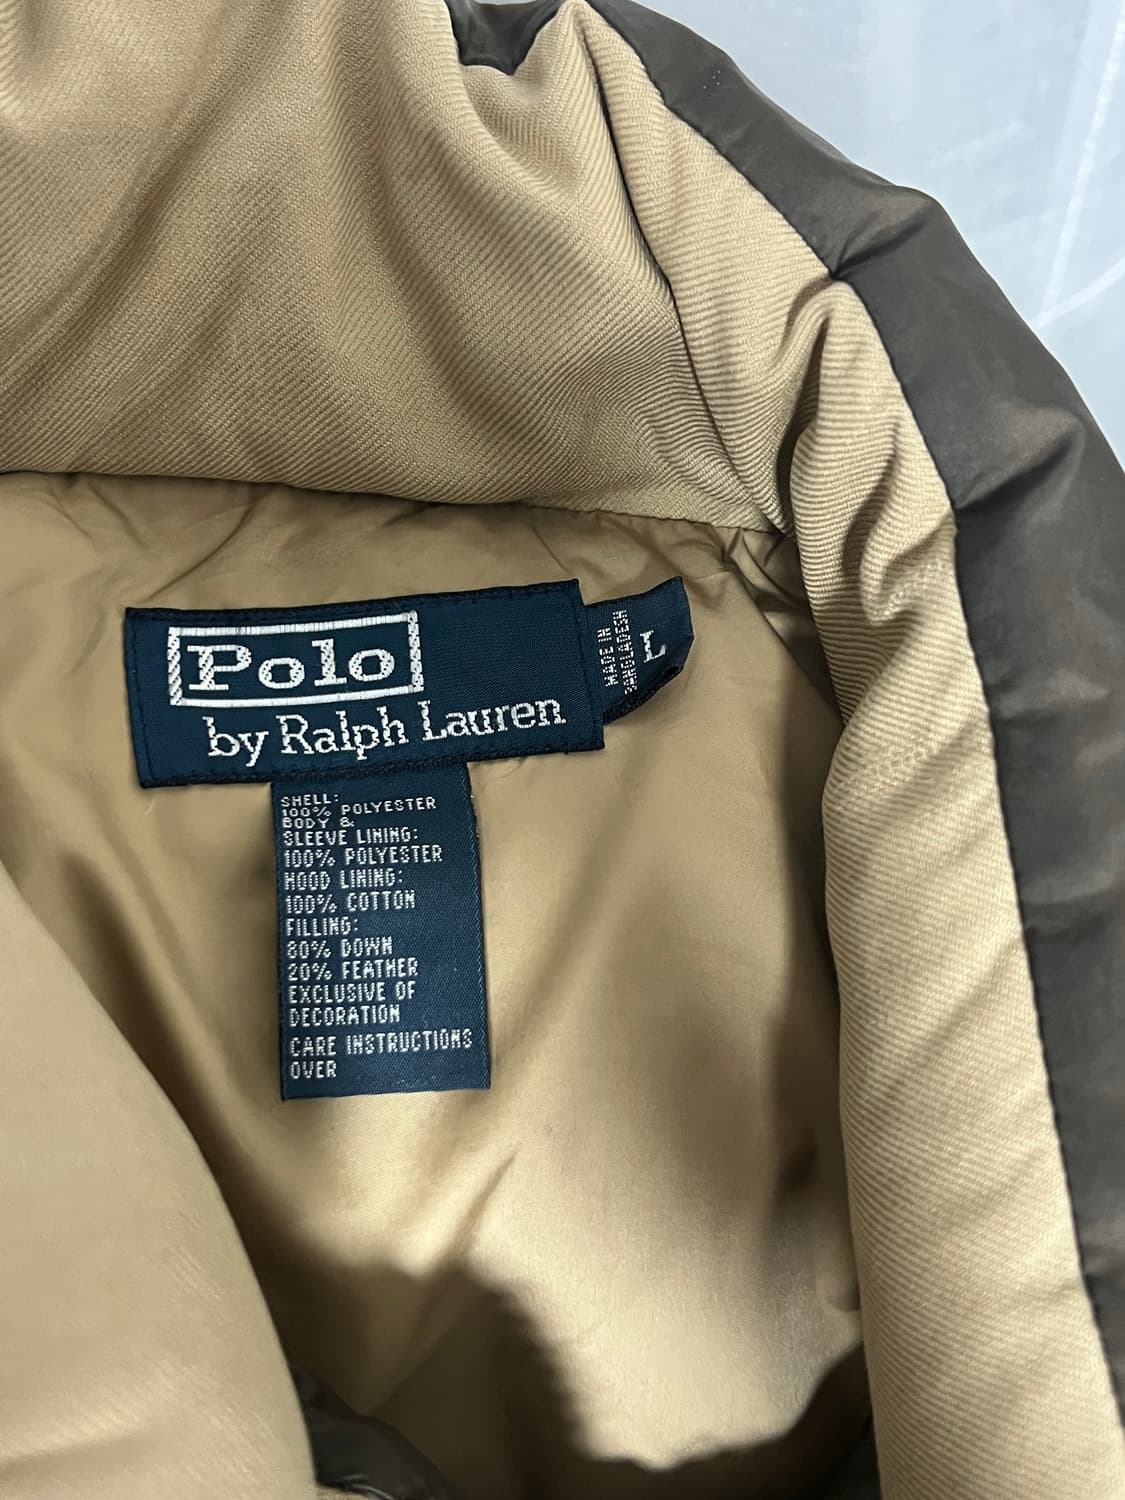 Polo
by Ralph Lauren
MADE IN
BANGLADESH
L
SHELL:
100% POLYESTER
BODY &
SLEEVE LINING:
100% POLYESTER
HOOD LINING:
100% COTTON
FILLING:
80% DOWN
20% FEATHER
EXCLUSIVE OF
DECORATION
CARE INSTRUCTIONS
OVER